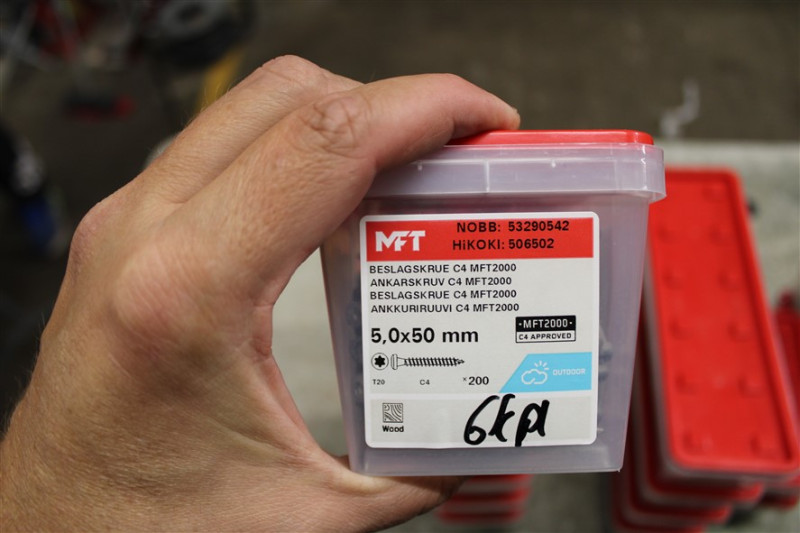 MFT
NOBB: 53290542
HiKOKI: 506502
BESLAGSKRUE C4 MFT2000
ANKARSKRUV C4 MFT2000
BESLAGSKRUE C4 MFT2000
ANKKURIRUUVI C4 MFT2000
5,0x50 mm
-MFT2000-
C4 APPROVED
T20 C4 x200
OUTDOOR
Wood
6kpl